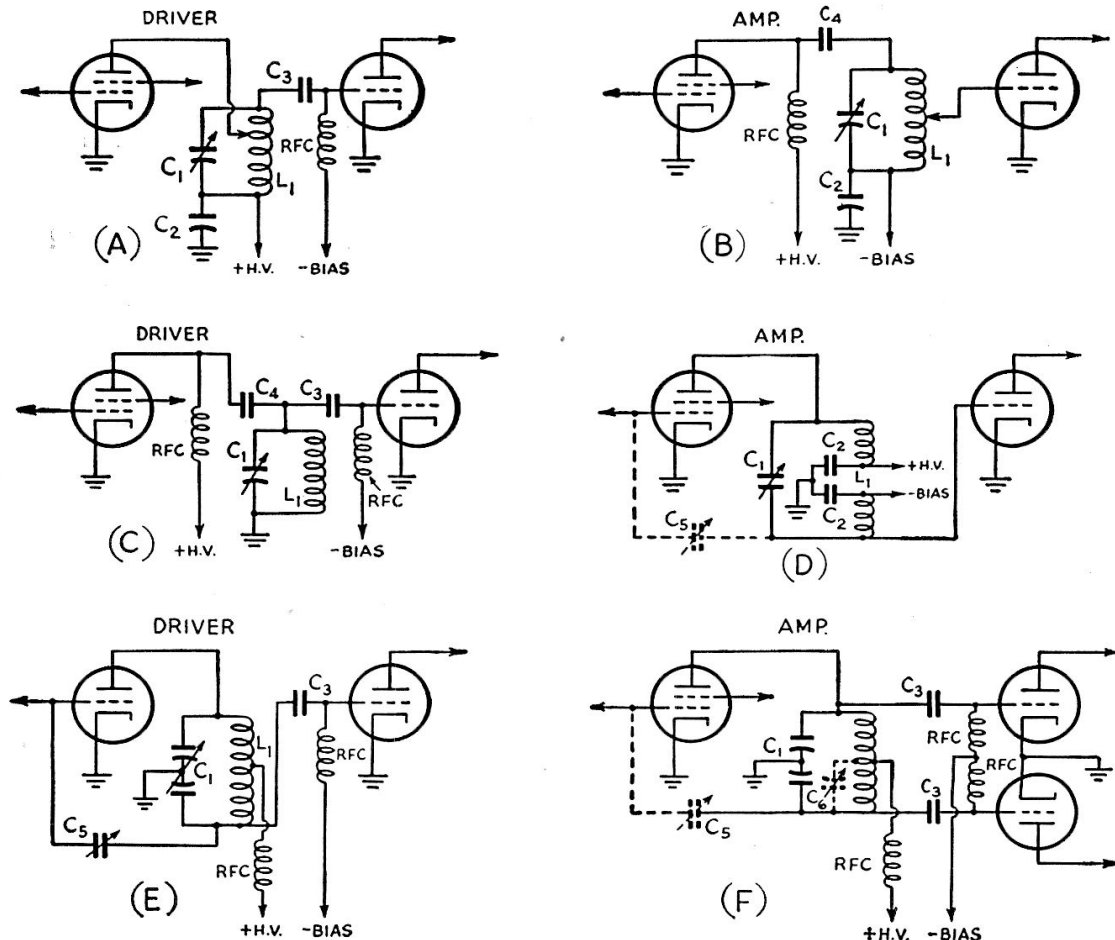 DRIVER
C3
C1
RFC
L1
C2
(A)
+H.V.
-BIAS
AMP.
C4
RFC
C1
L1
C2
(B)
+H.V.
-BIAS
DRIVER
C4
C3
RFC
C1
L1
RFC
(C)
+H.V.
-BIAS
AMP.
C1
C2
+H.V.
L1
-BIAS
C2
C5
(D)
DRIVER
C3
L1
RFC
C1
C5
RFC
(E)
+H.V.
-BIAS
AMP.
C3
RFC
C1
RFC
C6
C3
C5
RFC
(F)
+H.V.
-BIAS